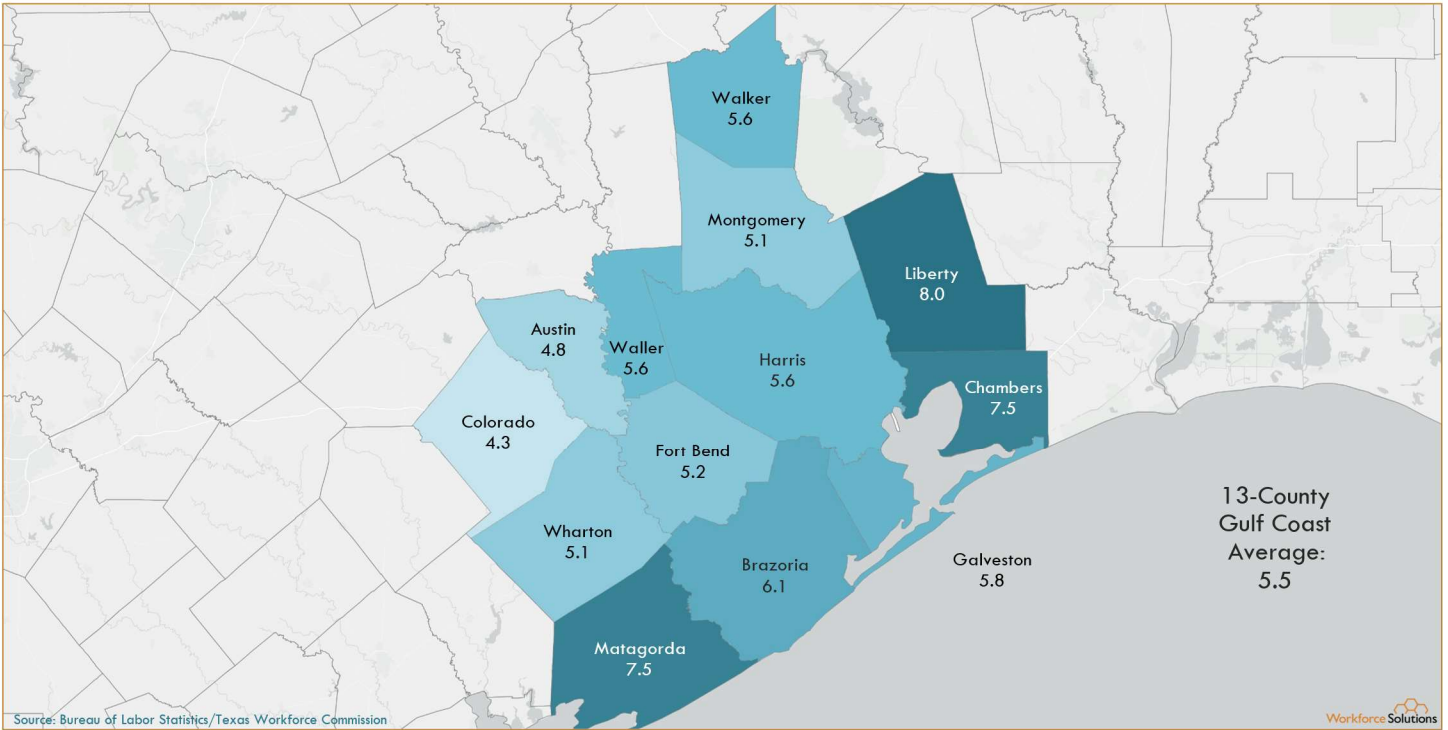 Walker
5.6
Montgomery
5.1
Liberty
8.0
Austin
4.8
Waller
5.6
Harris
5.6
Chambers
7.5
Colorado
4.3
Fort Bend
5.2
Wharton
5.1
Brazoria
6.1
Galveston
5.8
Matagorda
7.5
13-County
Gulf Coast
Average:
5.5
Source: Bureau of Labor Statistics/Texas Workforce Commission
Workforce Solutions